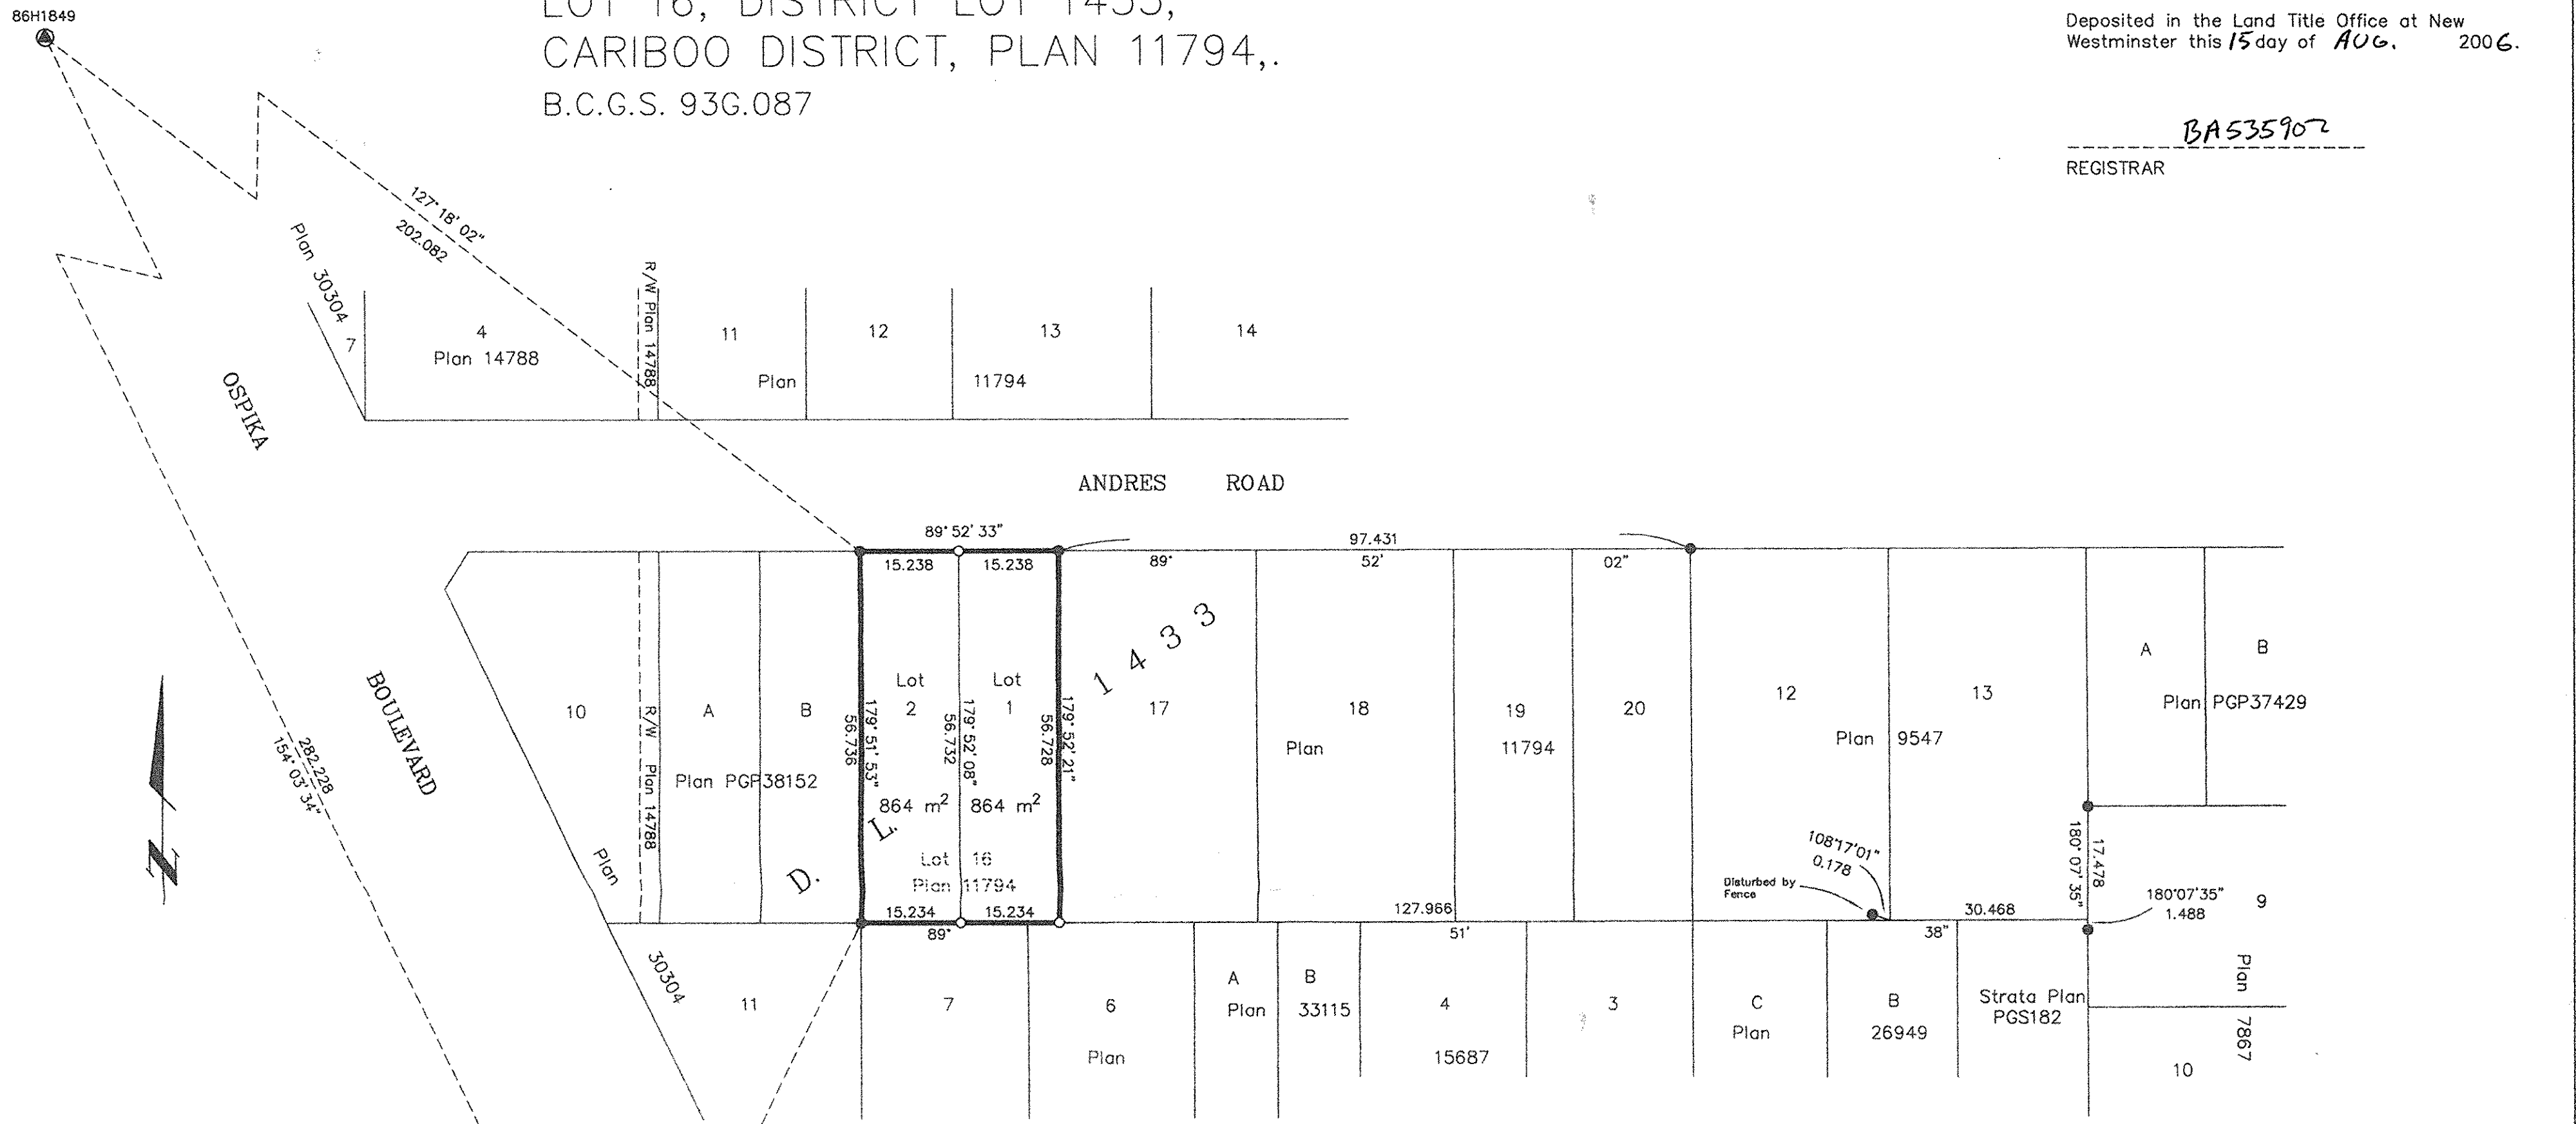 86H1849
LOT 16, DISTRICT LOT 1433,
CARIBOO DISTRICT, PLAN 11794,.
B.C.G.S. 93G.087
Deposited in the Land Title Office at New
Westminster this 15 day of AUG. 2006.
BA535902
REGISTRAR
127° 18' 02"
202.082
Plan 30304
7
4
Plan 14788
R/W Plan 14788
11
12
13
14
Plan 11794
OSPIKA
BOULEVARD
ANDRES ROAD
89° 52' 33"
15.238
15.238
97.431
89° 52' 02"
282.228
154° 03' 34"
N
10
R/W Plan 14788
A
B
Plan PGP38152
56.736
179° 51' 53"
Lot
2
864 m²
56.732
179° 52' 08"
Lot
1
864 m²
56.728
179° 52' 21"
Lot 16
Plan 11794
15.234
15.234
D. L. 1433
17
18
19
20
Plan 11794
12
13
Plan 9547
A
B
Plan PGP37429
108°17'01"
0.178
Disturbed by
Fence
180° 07' 35"
17.478
180°07'35"
1.488
127.966
30.468
89° 51' 38"
Plan 30304
11
7
6
Plan 15687
A
B
Plan 33115
4
3
C
B
Plan 26949
Strata Plan
PGS182
9
Plan 7867
10